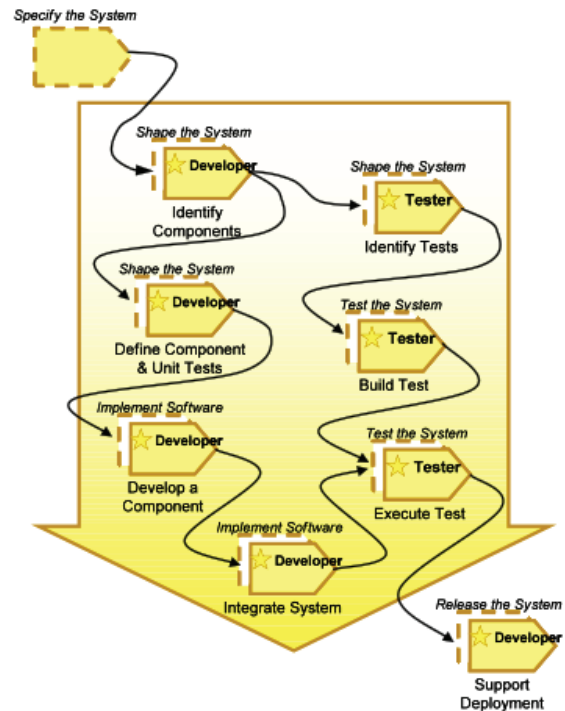 Specify the System
Shape the System
Developer
Identify
Components
Shape the System
Tester
Identify Tests
Shape the System
Developer
Define Component
& Unit Tests
Test the System
Tester
Build Test
Implement Software
Developer
Develop a
Component
Test the System
Tester
Execute Test
Implement Software
Developer
Integrate System
Release the System
Developer
Support
Deployment